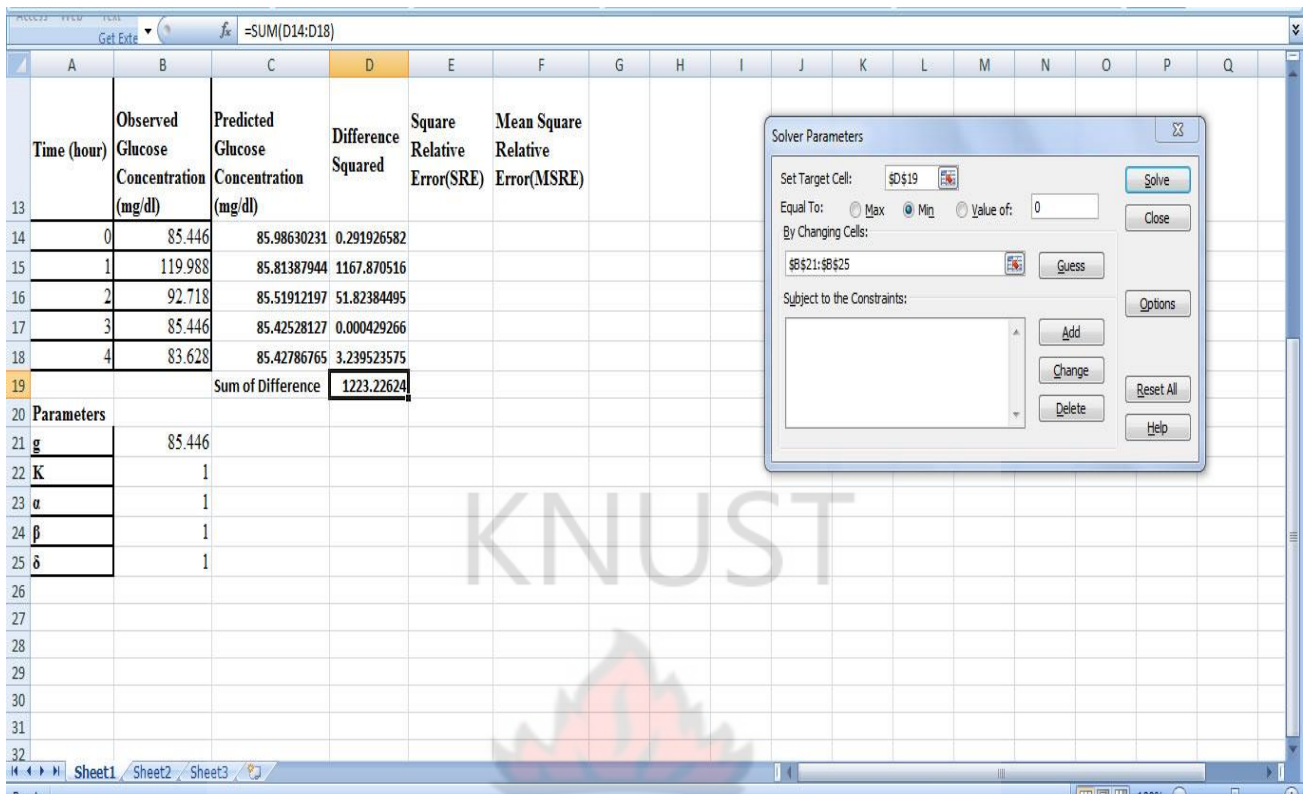 Get Exte
fx =SUM(D14:D18)
A B C D E F G H I J K L M N O P Q
13 Time (hour) Observed Glucose Concentration (mg/dl) Predicted Glucose Concentration (mg/dl) Difference Squared Square Relative Error(SRE) Mean Square Relative Error(MSRE)
14 0 85.446 85.98630231 0.291926582
15 1 119.988 85.81387944 1167.870516
16 2 92.718 85.51912197 51.82384495
17 3 85.446 85.42528127 0.000429266
18 4 83.628 85.42786765 3.239523575
19 Sum of Difference 1223.22624
20 Parameters
21 g 85.446
22 K 1
23 α 1
24 β 1
25 δ 1
26
27
28
29
30
31
32
Sheet1 Sheet2 Sheet3
Solver Parameters
Set Target Cell: $D$19
Solve
Equal To: Max Min Value of: 0
Close
By Changing Cells:
$B$21:$B$25 Guess
Subject to the Constraints:
Options
Add
Change
Reset All
Delete
Help
KNUST